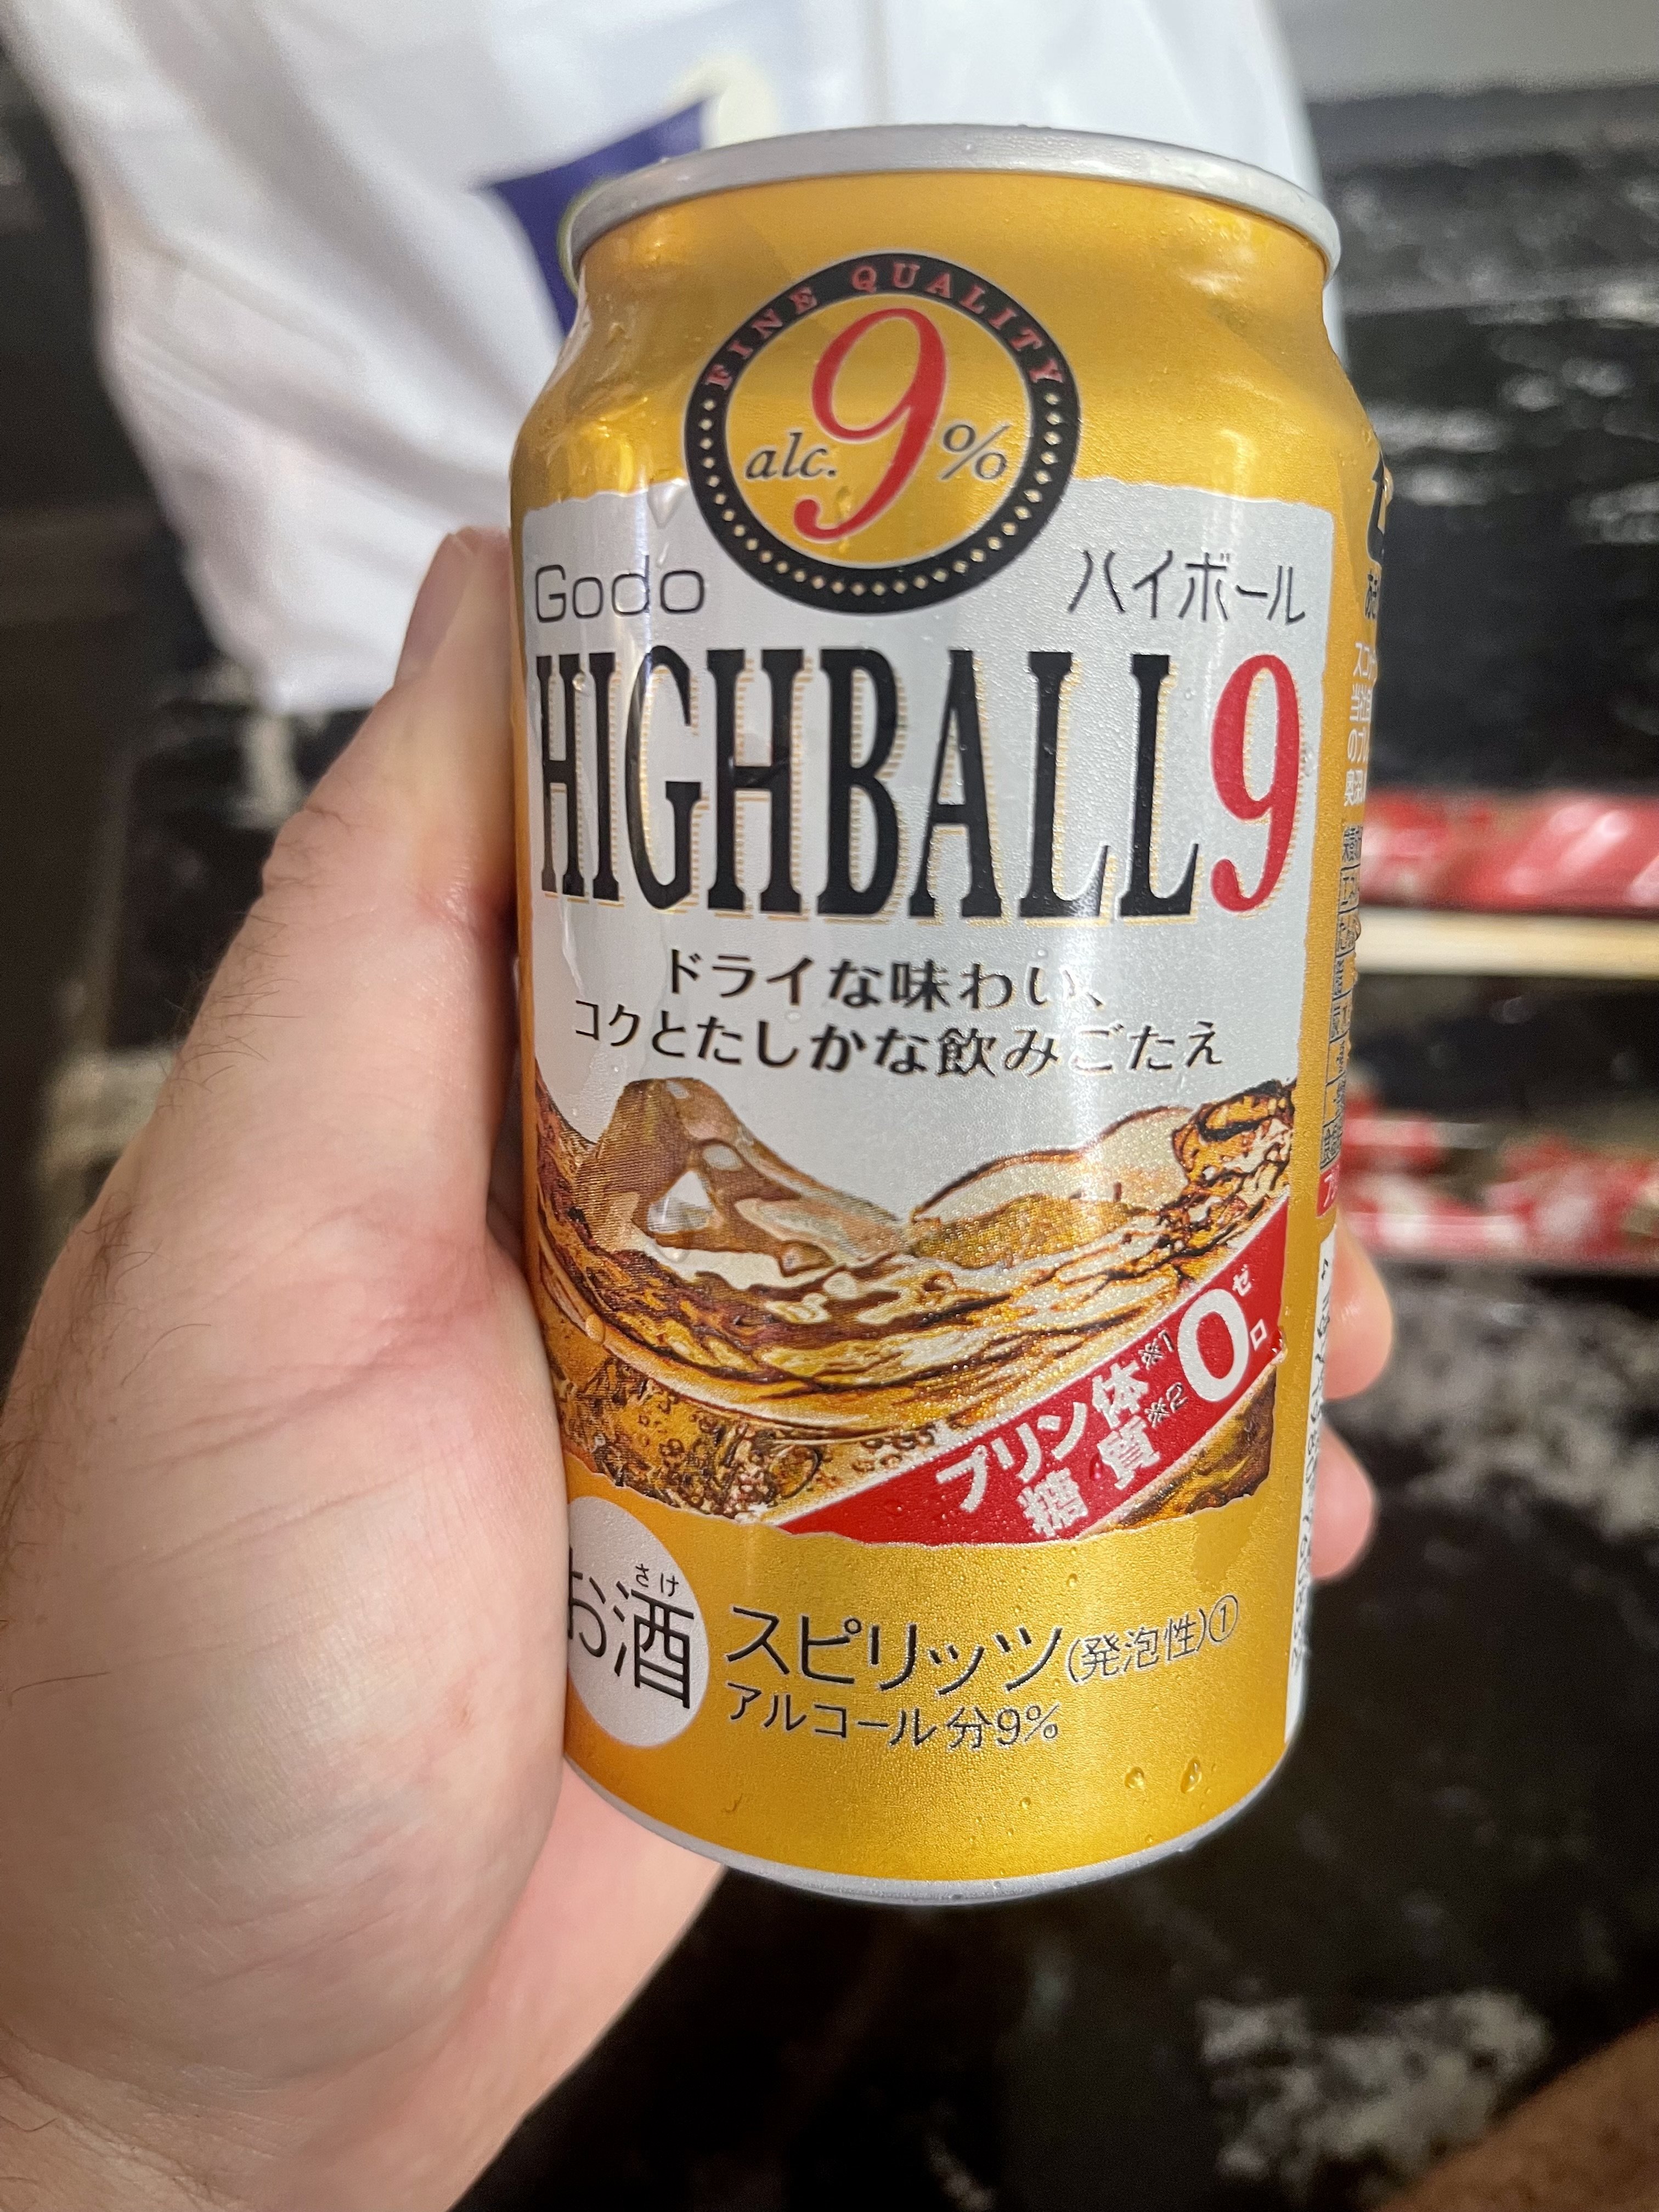 FINE QUALITY
alc. 9%
Godo
ハイボール
HIGHBALL9
ドライな味わい、
コクとたしかな飲みごたえ
プリン体※1
糖質※2
0
ゼロ
さけ
お酒
スピリッツ(発泡性)①
アルコール分9%